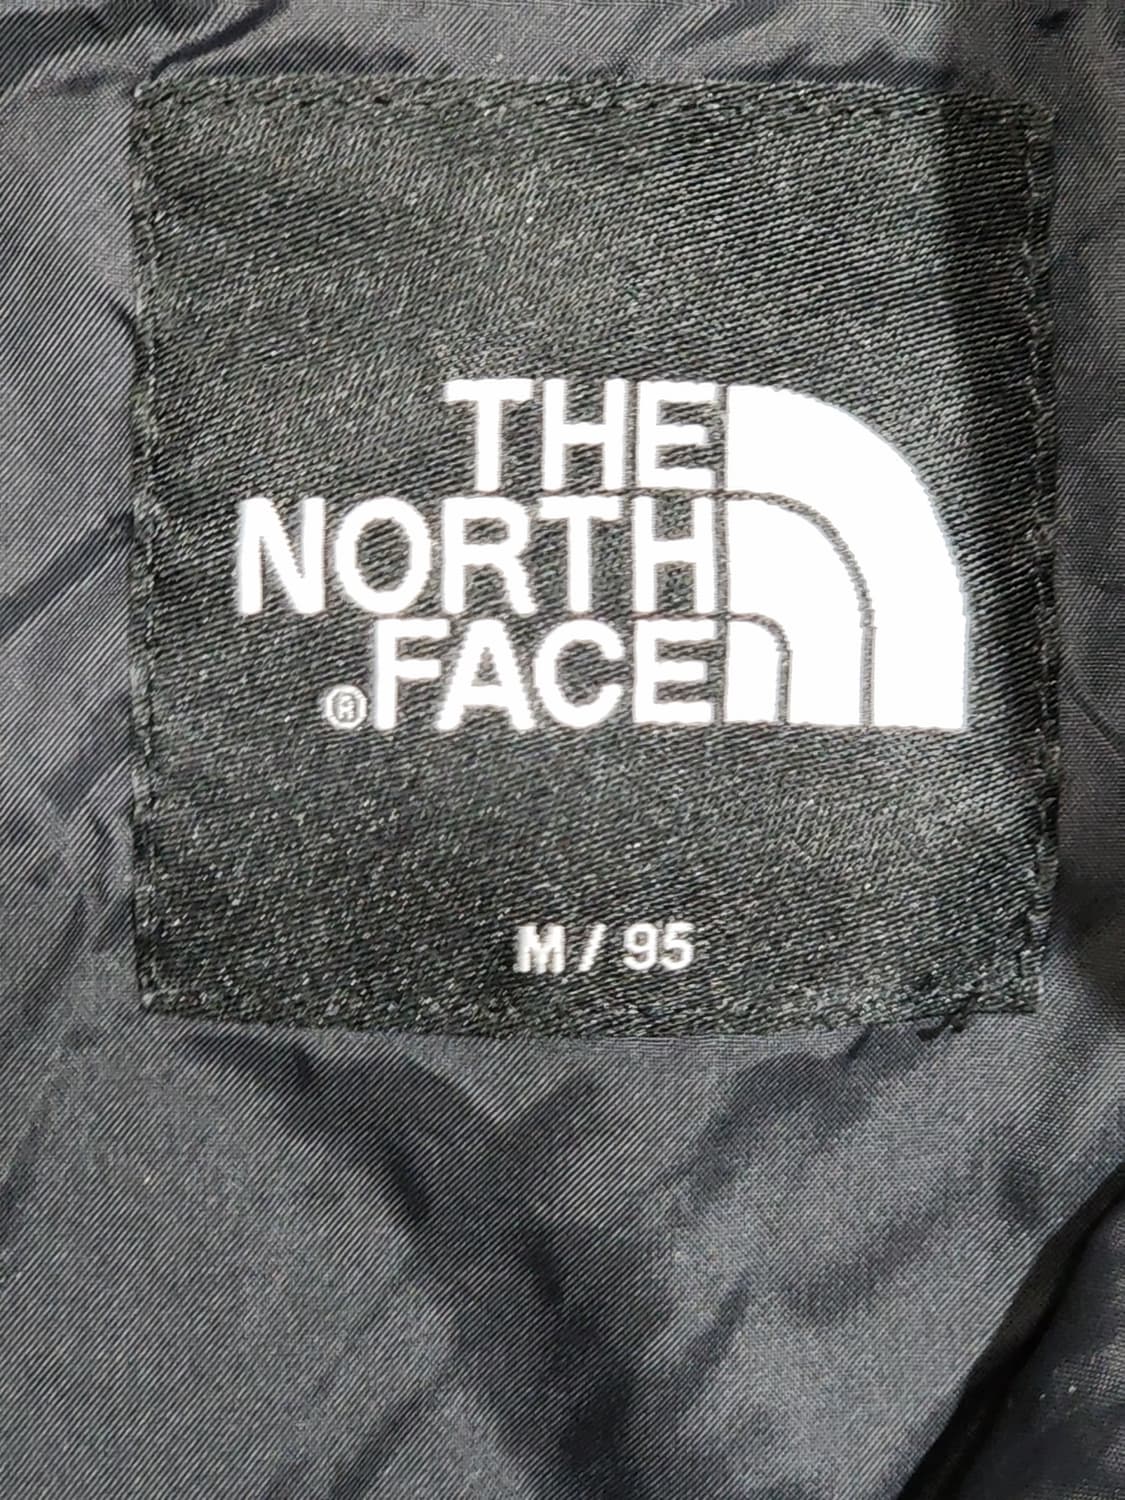 THE
NORTH
®FACE
M / 95